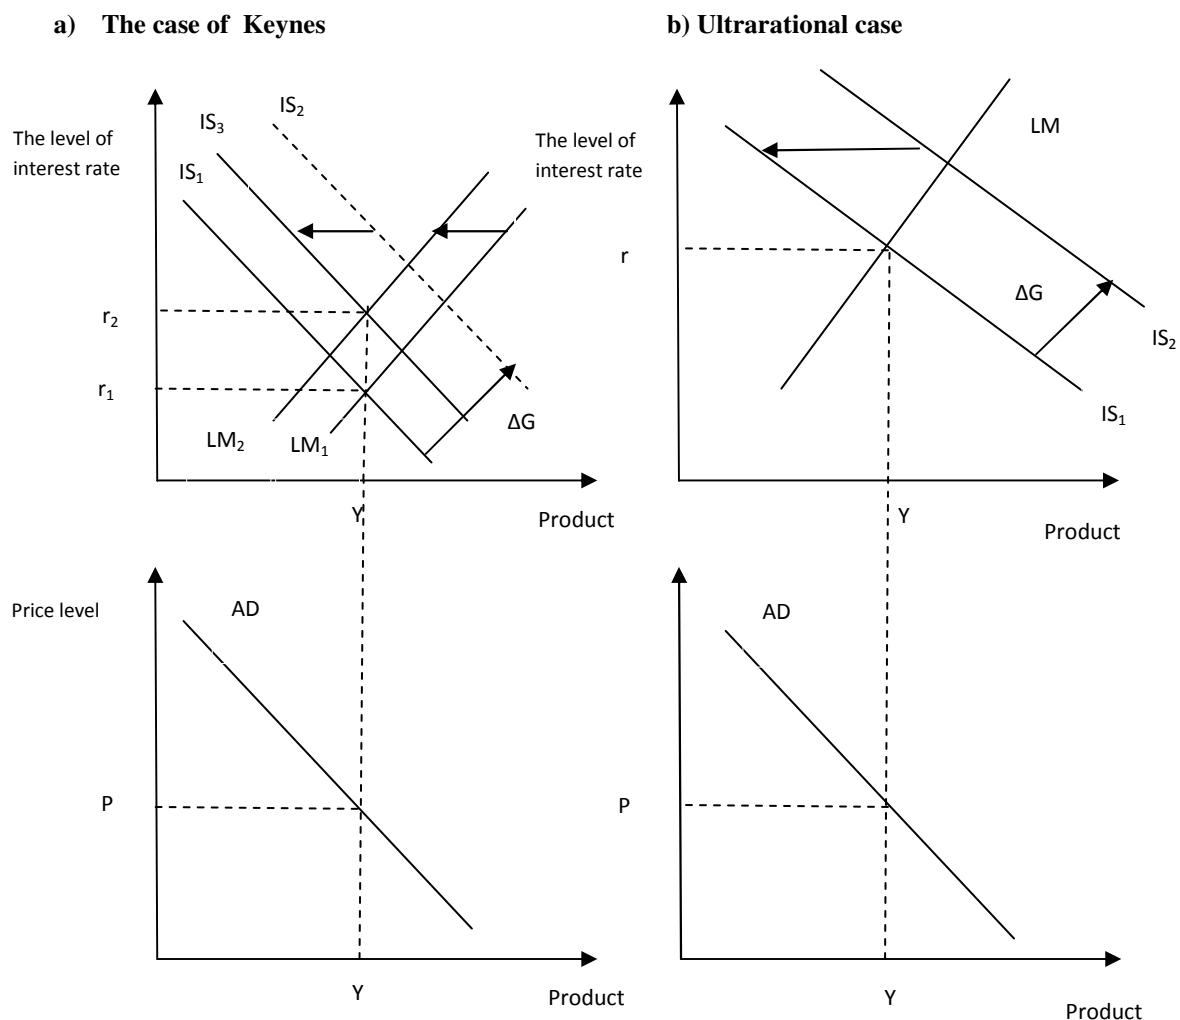 a) The case of Keynes
b) Ultrarational case
The level of
interest rate
IS₃
IS₂
IS₁
r₂
r₁
LM₂
LM₁
ΔG
Y
Product
The level of
interest rate
LM
r
ΔG
IS₂
IS₁
Y
Product
Price level
AD
P
Y
Product
AD
P
Y
Product